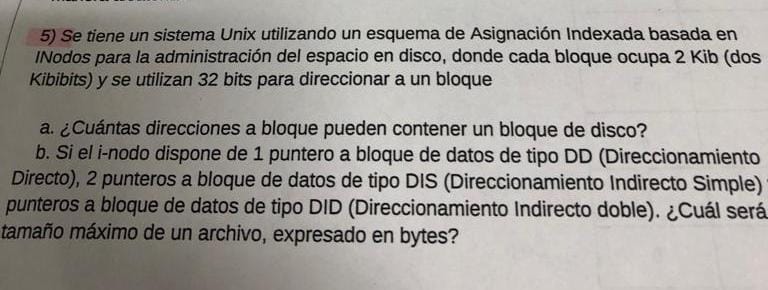 5) Se tiene un sistema Unix utilizando un esquema de Asignación Indexada basada en
INodos para la administración del espacio en disco, donde cada bloque ocupa 2 Kib (dos
Kibibits) y se utilizan 32 bits para direccionar a un bloque
a. ¿Cuántas direcciones a bloque pueden contener un bloque de disco?
b. Si el i-nodo dispone de 1 puntero a bloque de datos de tipo DD (Direccionamiento
Directo), 2 punteros a bloque de datos de tipo DIS (Direccionamiento Indirecto Simple)
punteros a bloque de datos de tipo DID (Direccionamiento Indirecto doble). ¿Cuál será
tamaño máximo de un archivo, expresado en bytes?